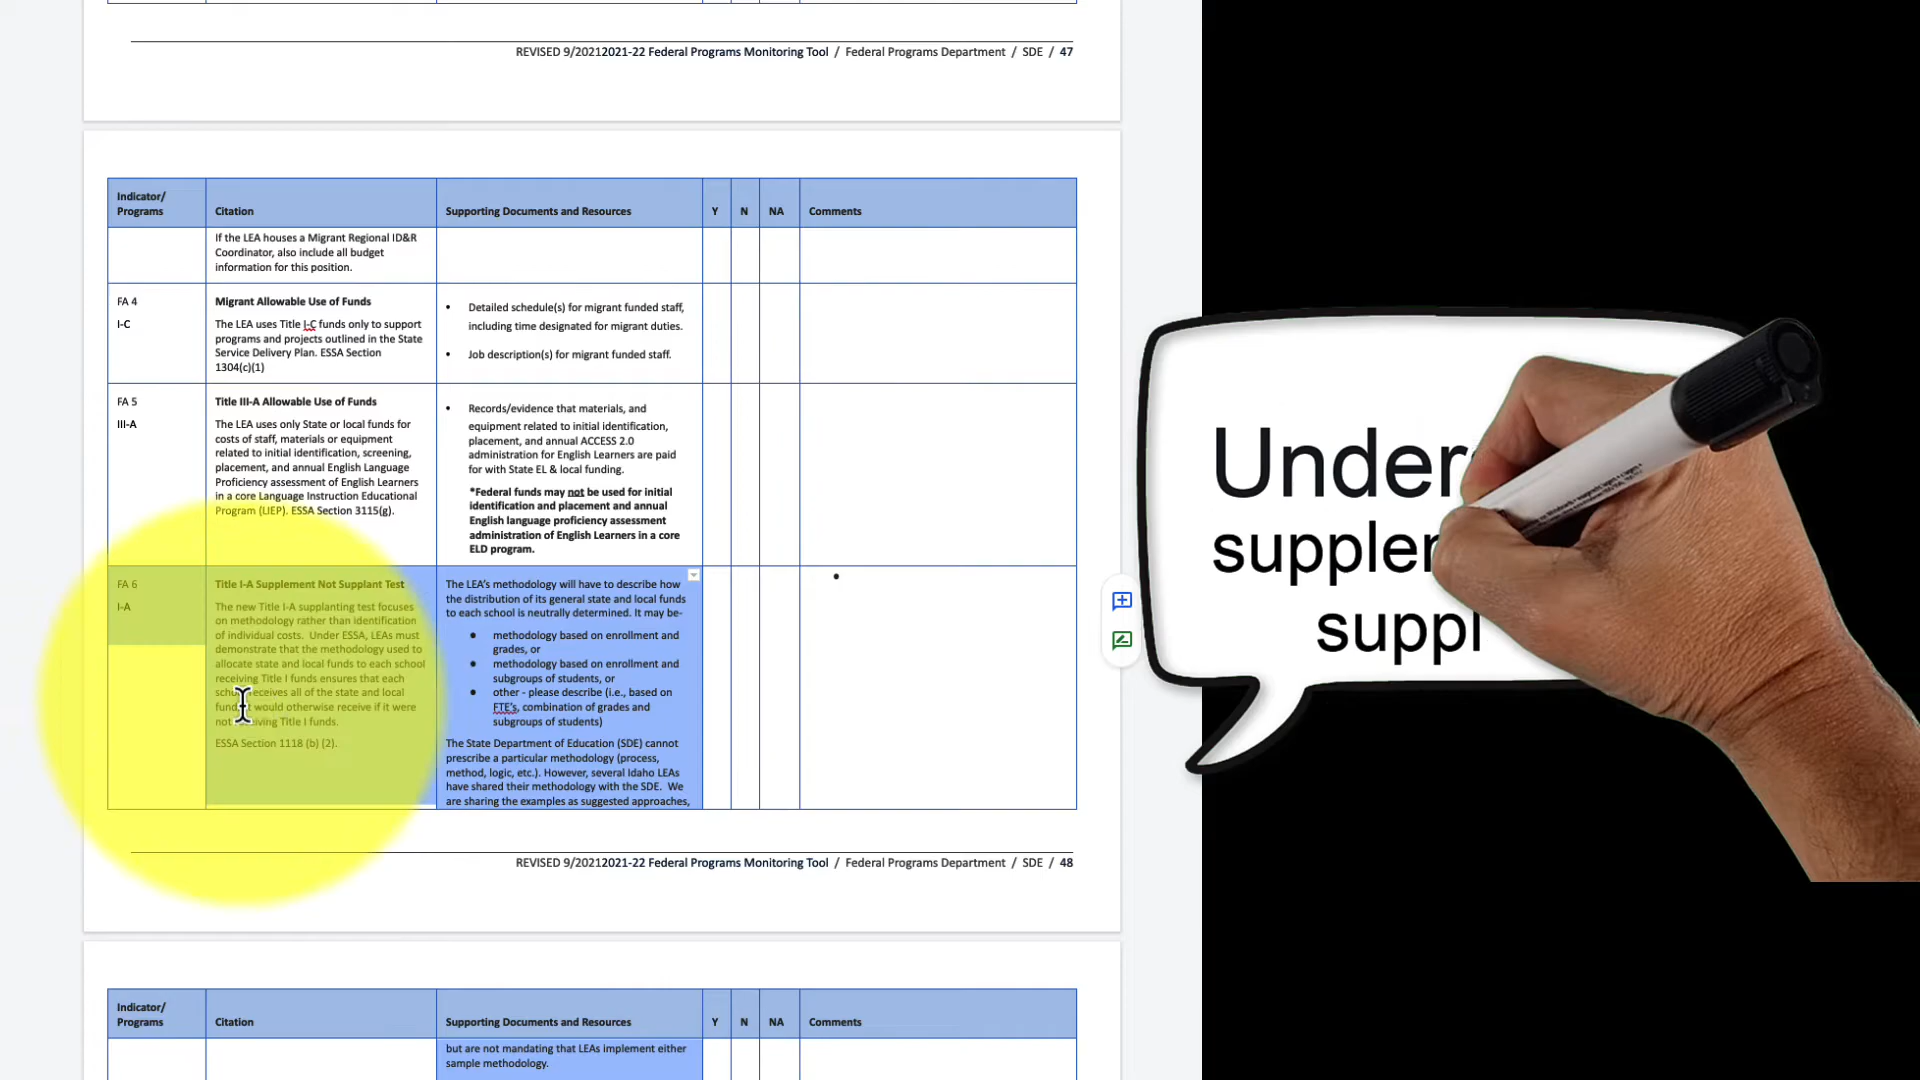 REVISED 9/20212021-22 Federal Programs Monitoring Tool / Federal Programs Department / SDE / 47
Indicator/
Programs
Citation
Supporting Documents and Resources
Y
N
NA
Comments
If the LEA houses a Migrant Regional ID&R
Coordinator, also include all budget
information for this position.
FA 4
I-C
Migrant Allowable Use of Funds
The LEA uses Title I-C funds only to support
programs and projects outlined in the State
Service Delivery Plan. ESSA Section
1304(c)(1)
• Detailed schedule(s) for migrant funded staff,
including time designated for migrant duties.
• Job description(s) for migrant funded staff.
FA 5
III-A
Title III-A Allowable Use of Funds
The LEA uses only State or local funds for
costs of staff, materials or equipment
related to initial identification, screening,
placement, and annual English Language
Proficiency assessment of English Learners
in a core Language Instruction Educational
Program (LIEP). ESSA Section 3115(g).
• Records/evidence that materials, and
equipment related to initial identification,
placement, and annual ACCESS 2.0
administration for English Learners are paid
for with State EL & local funding.
*Federal funds may not be used for initial
identification and placement and annual
English language proficiency assessment
administration of English Learners in a core
ELD program.
FA 6
I-A
Title I-A Supplement Not Supplant Test
The new Title I-A supplanting test focuses
on methodology rather than identification
of individual costs. Under ESSA, LEAs must
demonstrate that the methodology used to
allocate state and local funds to each school
receiving Title I funds ensures that each
school receives all of the state and local
funds it would otherwise receive if it were
not receiving Title I funds.
ESSA Section 1118 (b) (2).
The LEA's methodology will have to describe how
the distribution of its general state and local funds
to each school is neutrally determined. It may be-
• methodology based on enrollment and
grades, or
• methodology based on enrollment and
subgroups of students, or
• other - please describe (i.e., based on
FTE's, combination of grades and
subgroups of students)
The State Department of Education (SDE) cannot
prescribe a particular methodology (process,
method, logic, etc.). However, several Idaho LEAs
have shared their methodology with the SDE. We
are sharing the examples as suggested approaches,
•
REVISED 9/20212021-22 Federal Programs Monitoring Tool / Federal Programs Department / SDE / 48
Indicator/
Programs
Citation
Supporting Documents and Resources
Y
N
NA
Comments
but are not mandating that LEAs implement either
sample methodology.
Under
supplem
suppl